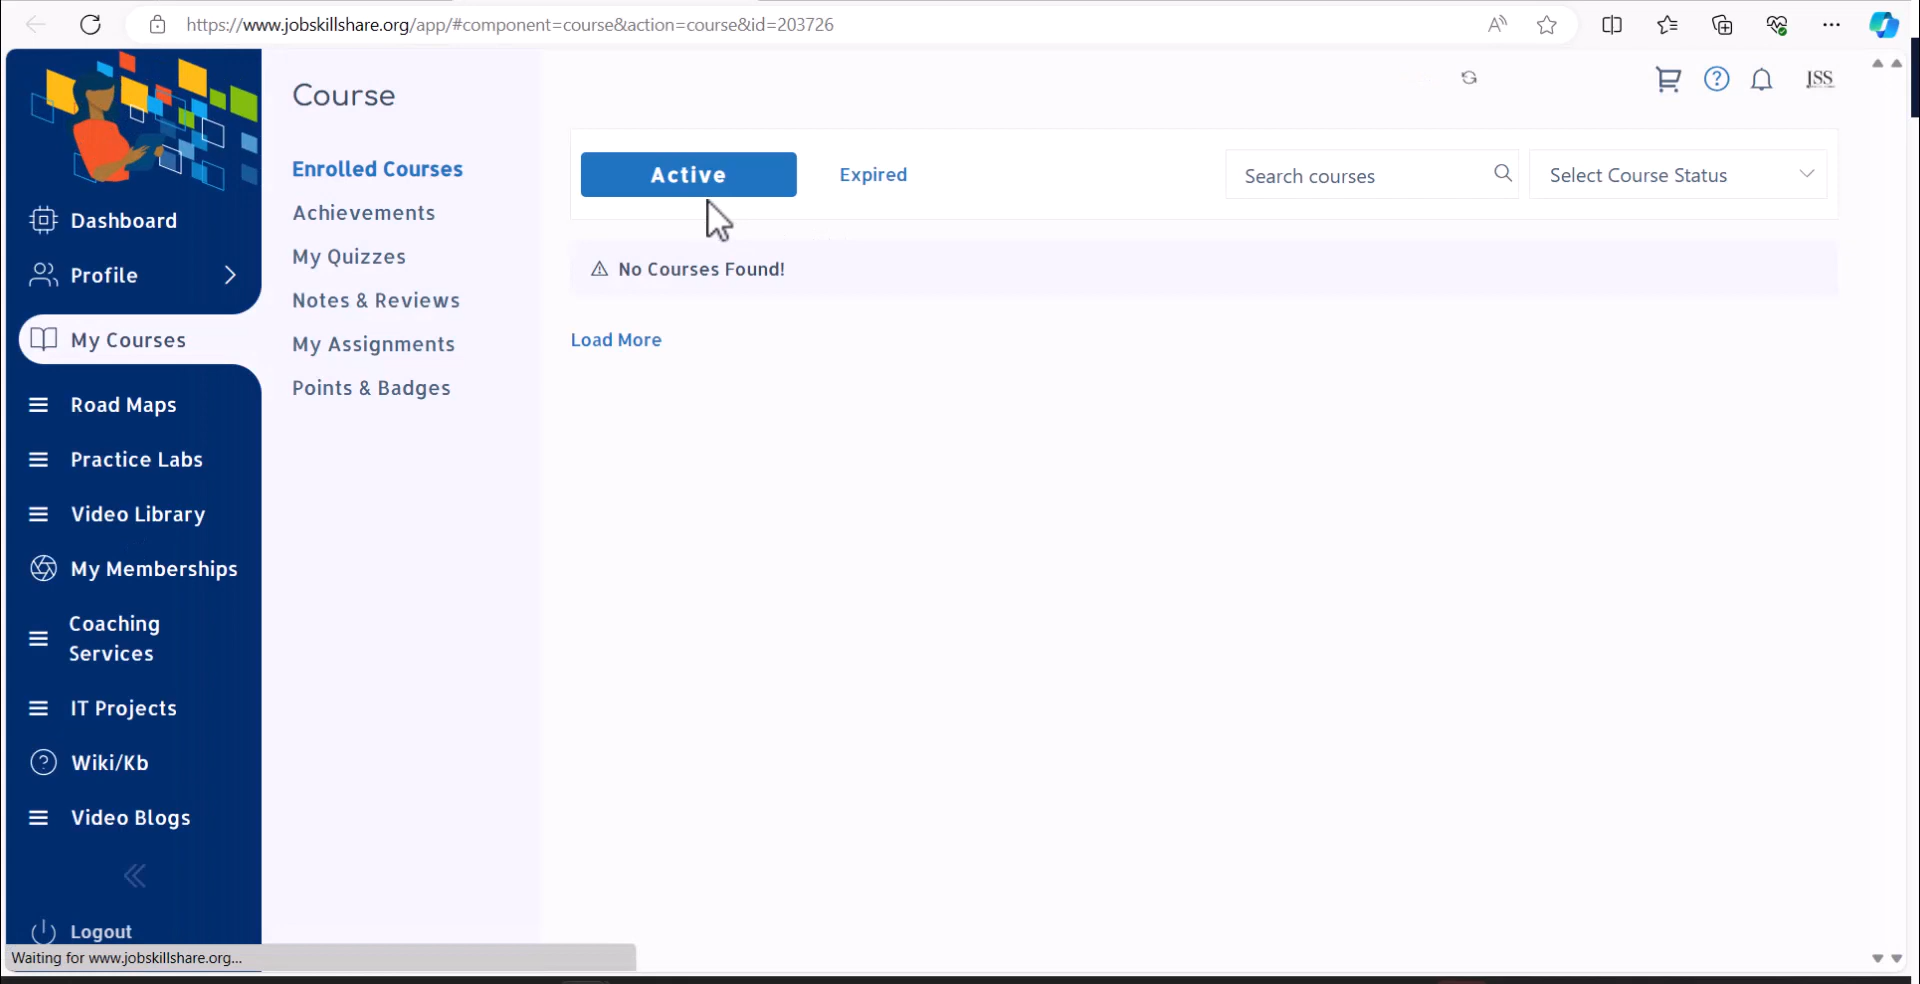 https://www.jobskillshare.org/app/#component=course&action=course&id=203726
Course
JSS
Enrolled Courses
Achievements
My Quizzes
Notes & Reviews
My Assignments
Points & Badges
Active
Expired
Search courses
Select Course Status
No Courses Found!
Load More
Dashboard
Profile
My Courses
Road Maps
Practice Labs
Video Library
My Memberships
Coaching
Services
IT Projects
Wiki/Kb
Video Blogs
Logout
Waiting for www.jobskillshare.org...